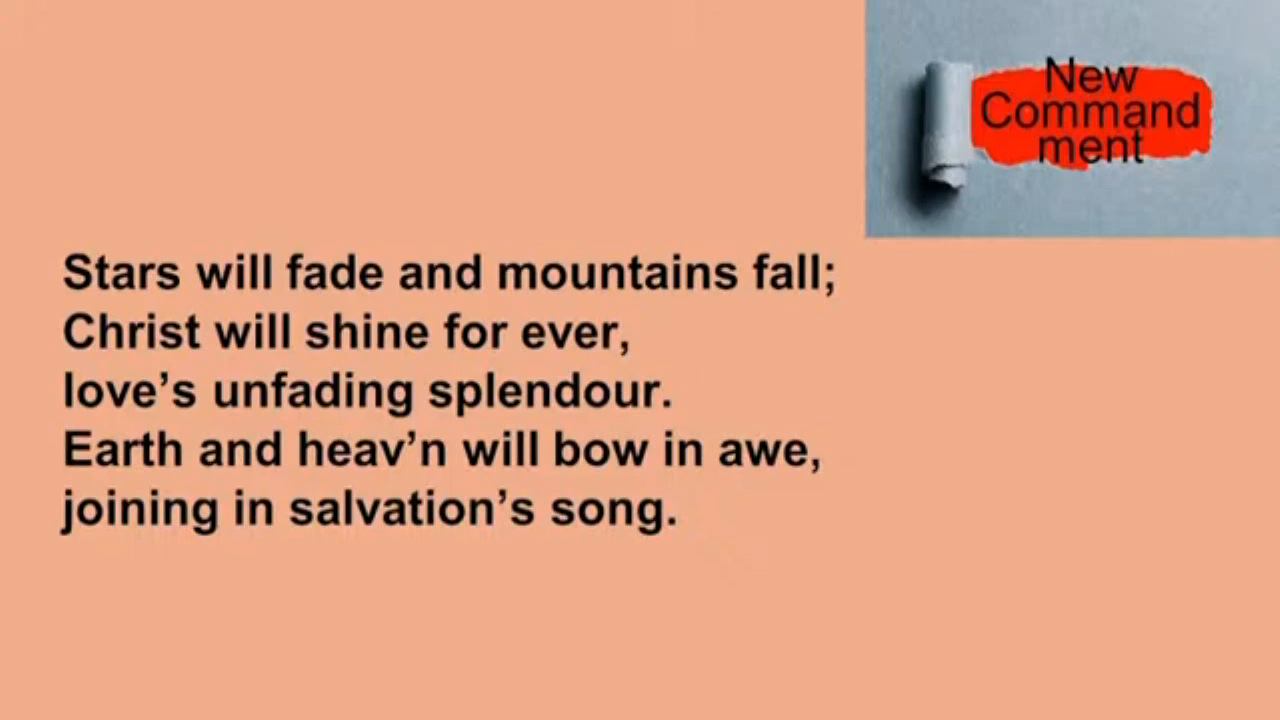 New
Command
ment
Stars will fade and mountains fall;
Christ will shine for ever,
love’s unfading splendour.
Earth and heav’n will bow in awe,
joining in salvation’s song.